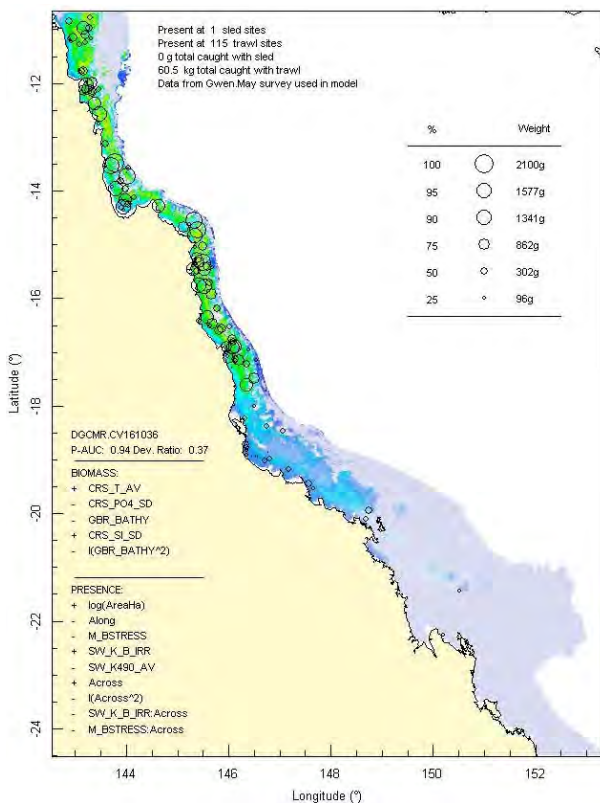 Present at 1 sled sites
Present at 115 trawl sites
0 g total caught with sled
60.5 kg total caught with trawl
Data from Gwen.May survey used in model
% Weight
100 2100g
95 1577g
90 1341g
75 862g
50 302g
25 96g
-12
-14
-16
-18
-20
-22
-24
Latitude (°)
DGCMR.CV161036
P-AUC: 0.94 Dev. Ratio: 0.37
BIOMASS:
+ CRS_T_AV
- CRS_PO4_SD
- GBR_BATHY
+ CRS_SI_SD
- I(GBR_BATHY^2)
PRESENCE:
+ log(AreaHa)
- Along
- M_BSTRESS
+ SW_K_B_IRR
- SW_K490_AV
+ Across
- I(Across^2)
- SW_K_B_IRR:Across
- M_BSTRESS:Across
144 146 148 150 152
Longitude (°)